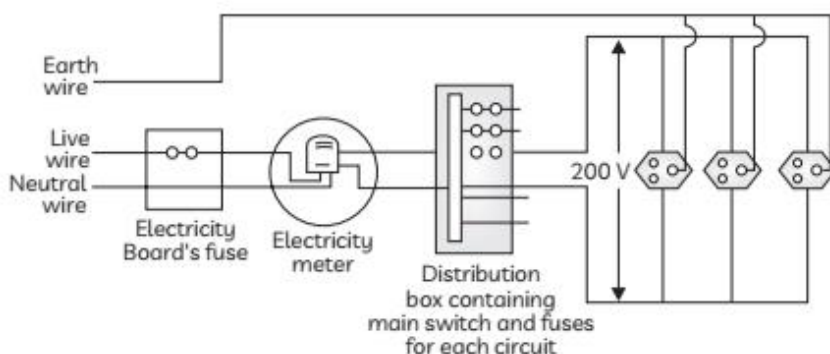 Earth
wire
Live
wire
Neutral
wire
Electricity
Board's fuse
Electricity
meter
Distribution
box containing
main switch and fuses
for each circuit
200 V